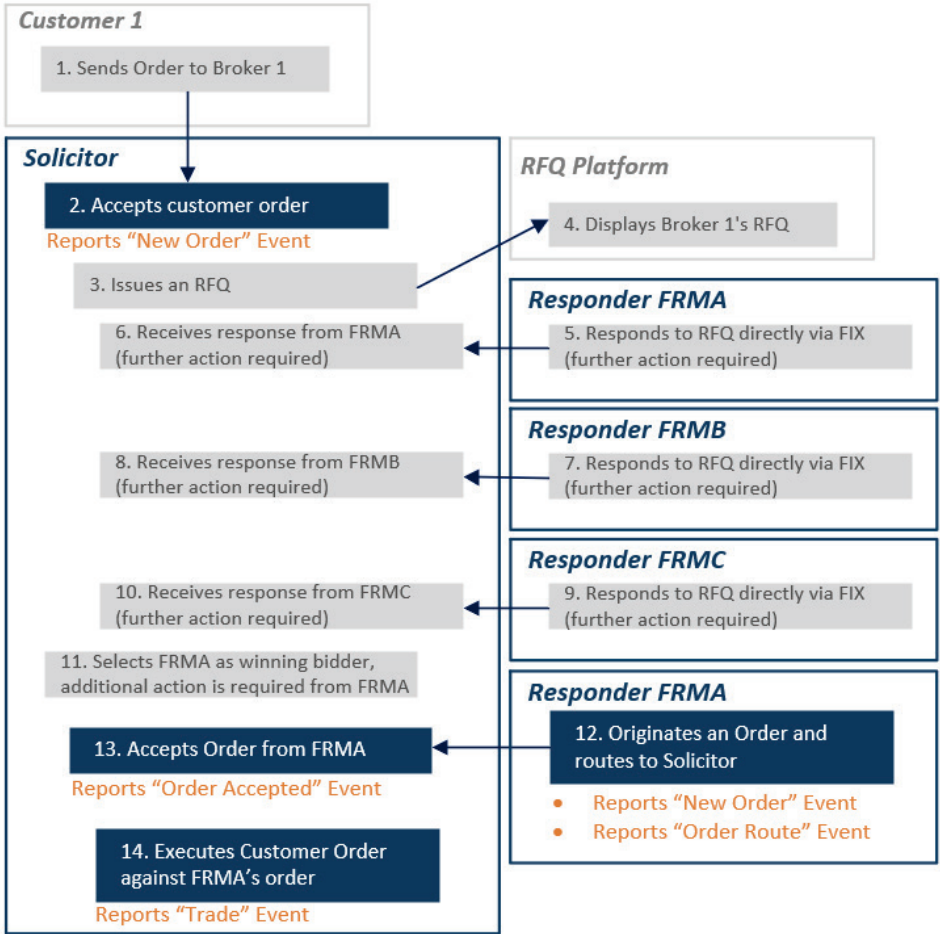 Customer 1
1. Sends Order to Broker 1
Solicitor
2. Accepts customer order
Reports “New Order” Event
3. Issues an RFQ
RFQ Platform
4. Displays Broker 1's RFQ
Responder FRMA
5. Responds to RFQ directly via FIX
(further action required)
6. Receives response from FRMA
(further action required)
Responder FRMB
7. Responds to RFQ directly via FIX
(further action required)
8. Receives response from FRMB
(further action required)
Responder FRMC
9. Responds to RFQ directly via FIX
(further action required)
10. Receives response from FRMC
(further action required)
11. Selects FRMA as winning bidder,
additional action is required from FRMA
Responder FRMA
12. Originates an Order and
routes to Solicitor
• Reports “New Order” Event
• Reports “Order Route” Event
13. Accepts Order from FRMA
Reports “Order Accepted” Event
14. Executes Customer Order
against FRMA’s order
Reports “Trade” Event